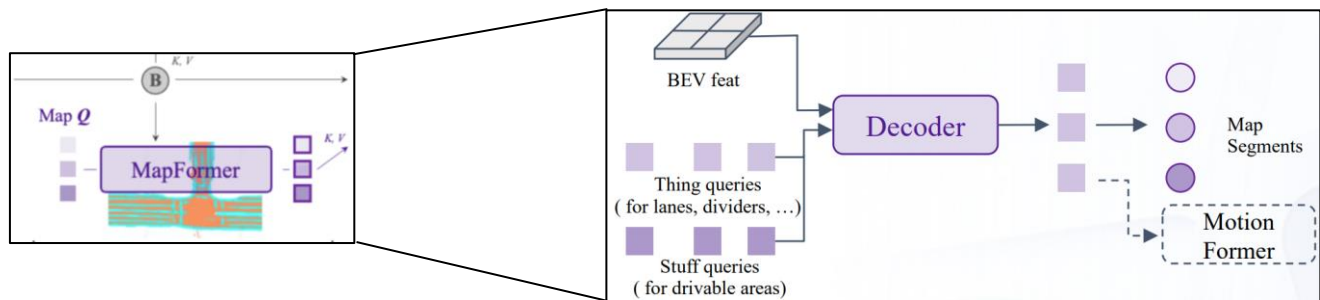 K, V
B
Map Q
K, V
MapFormer
BEV feat
Decoder
Thing queries
( for lanes, dividers, …)
Stuff queries
( for drivable areas)
Map
Segments
Motion
Former